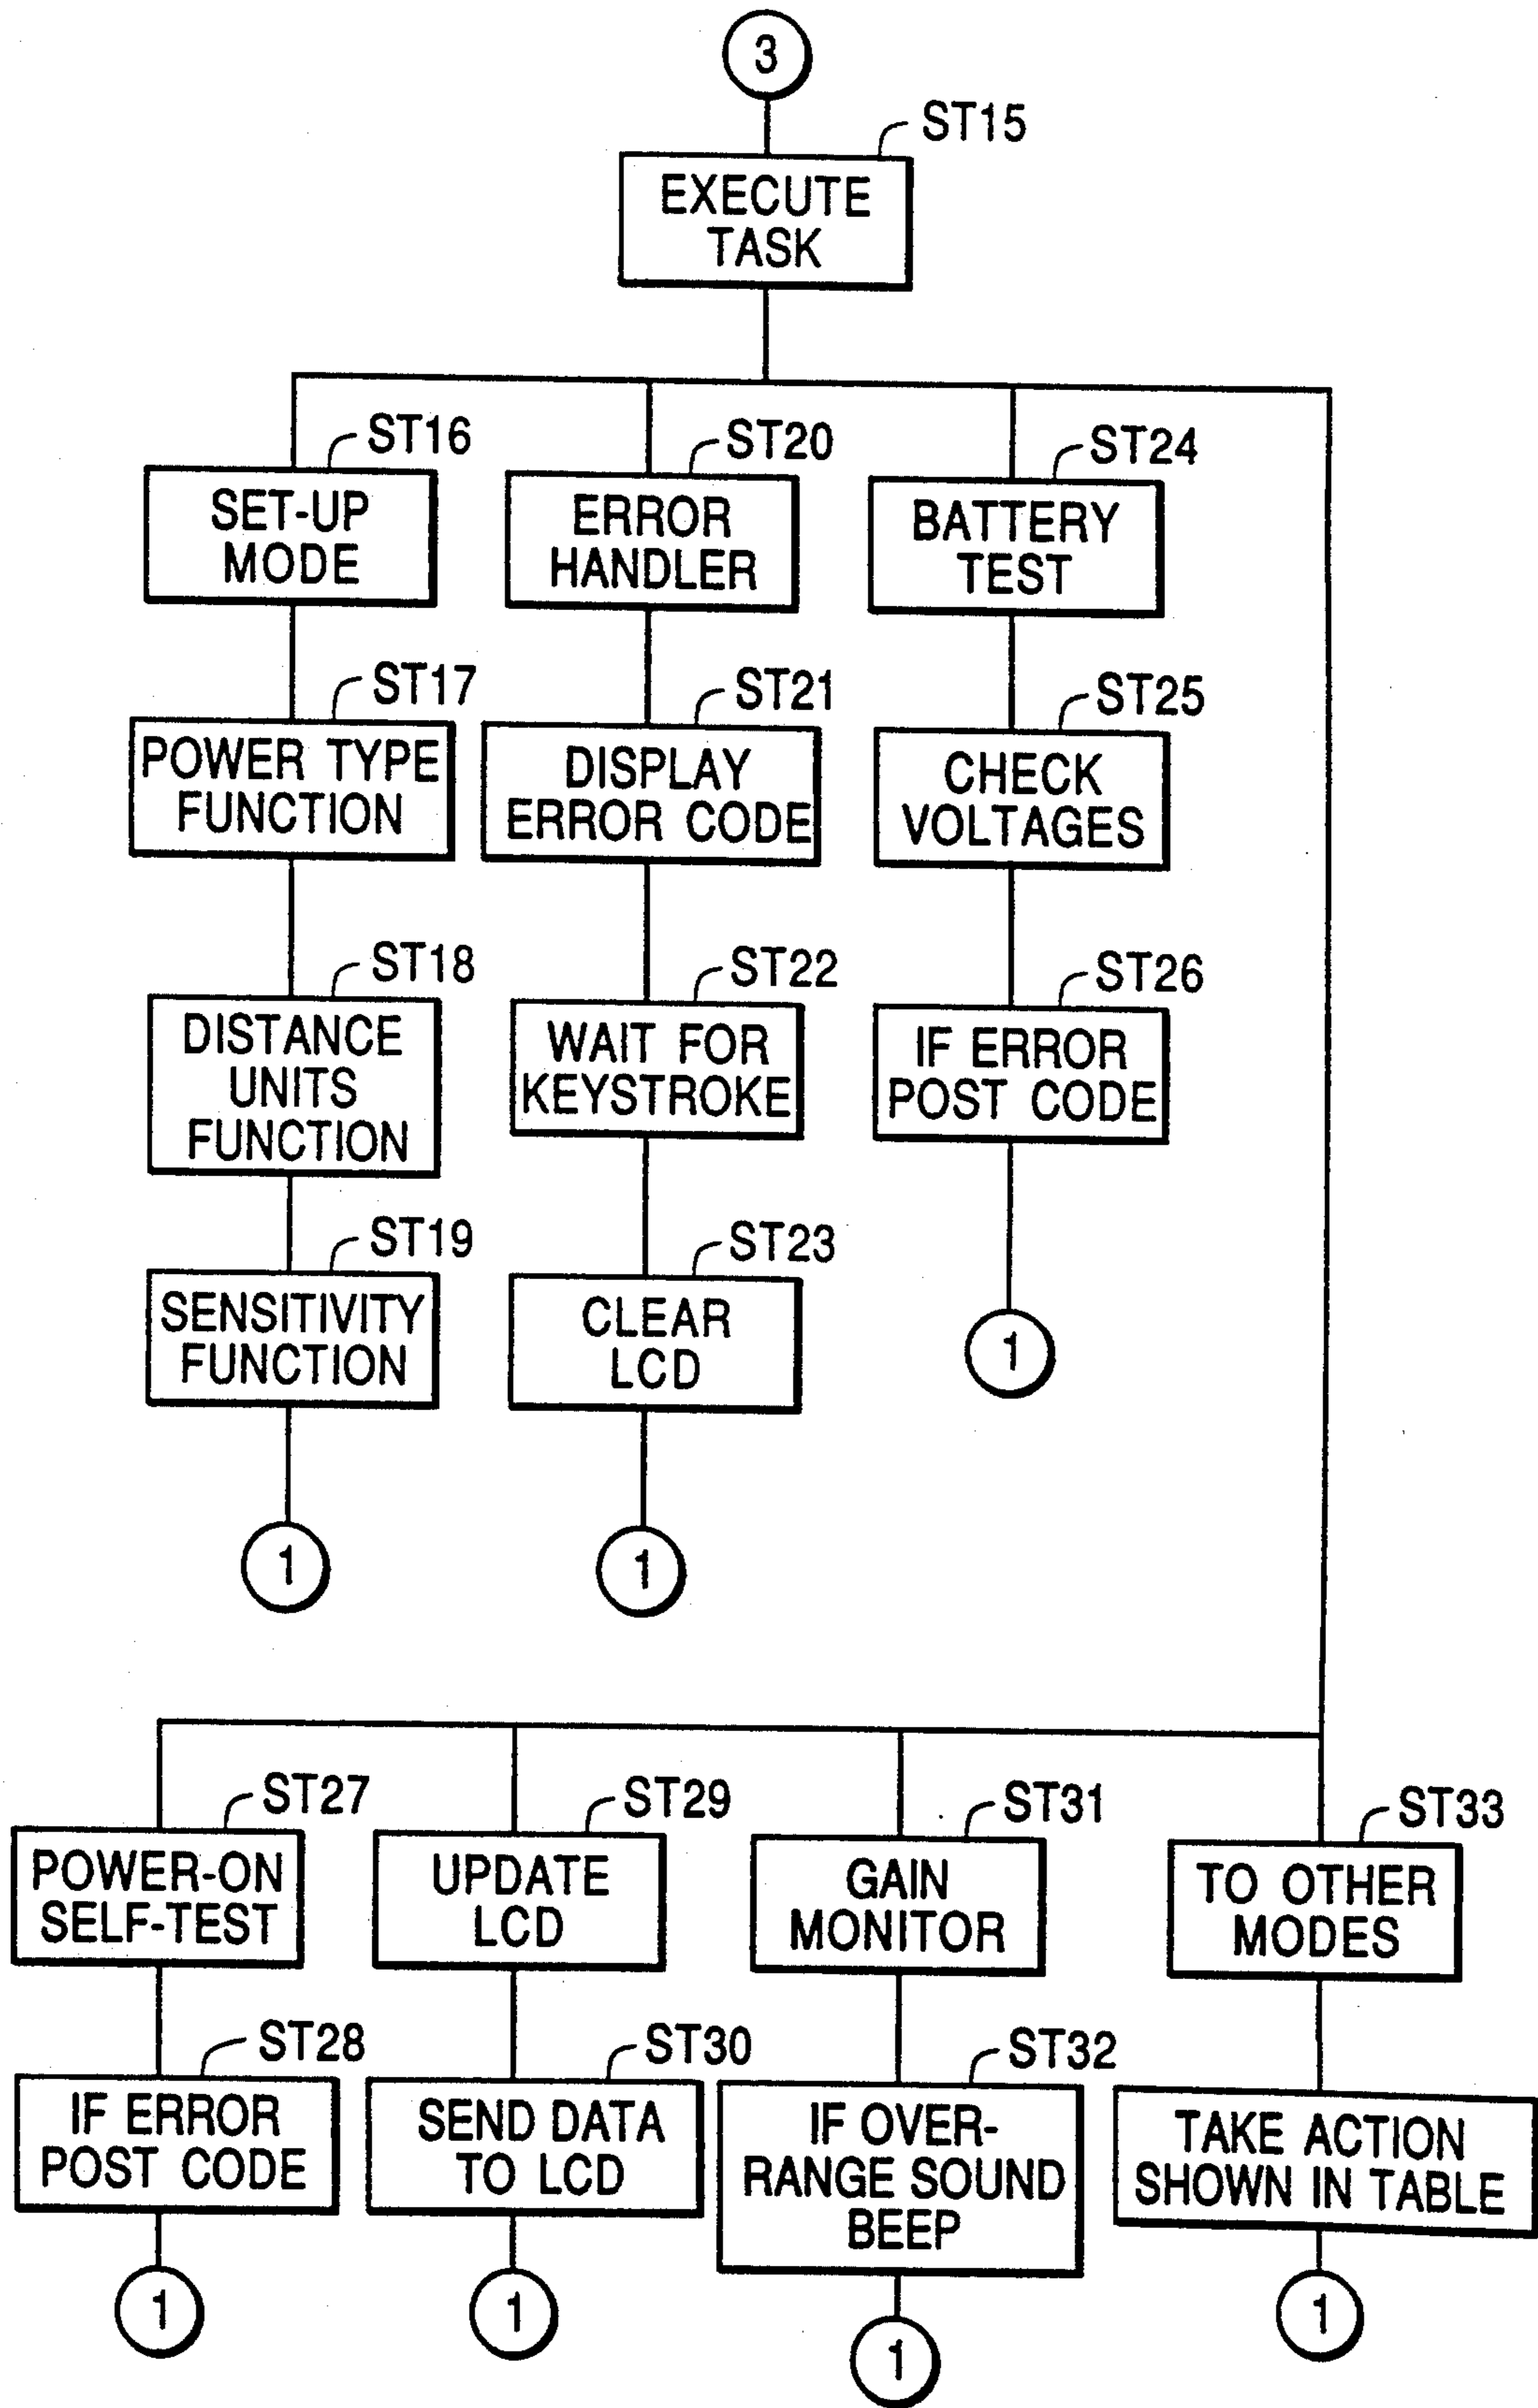 3
ST15
EXECUTE
TASK
ST16
SET-UP
MODE
ST17
POWER TYPE
FUNCTION
ST18
DISTANCE
UNITS
FUNCTION
ST19
SENSITIVITY
FUNCTION
1
ST20
ERROR
HANDLER
ST21
DISPLAY
ERROR CODE
ST22
WAIT FOR
KEYSTROKE
ST23
CLEAR
LCD
1
ST24
BATTERY
TEST
ST25
CHECK
VOLTAGES
ST26
IF ERROR
POST CODE
1
ST27
POWER-ON
SELF-TEST
ST28
IF ERROR
POST CODE
1
ST29
UPDATE
LCD
ST30
SEND DATA
TO LCD
1
ST31
GAIN
MONITOR
ST32
IF OVER-
RANGE SOUND
BEEP
1
ST33
TO OTHER
MODES
TAKE ACTION
SHOWN IN TABLE
1